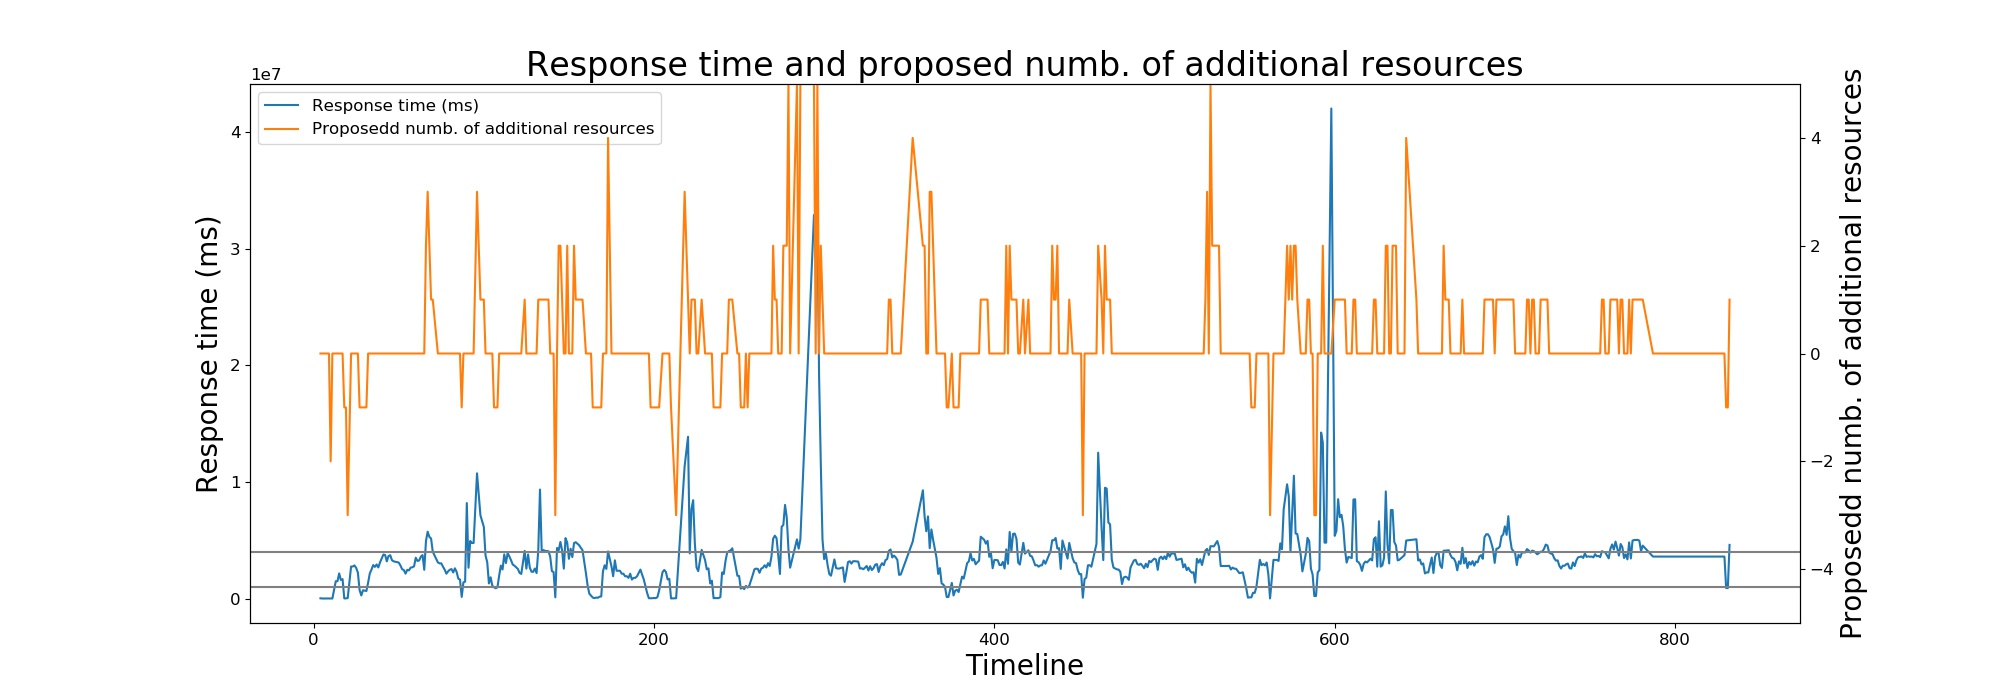 Response time and proposed numb. of additional resources
1e7
Response time (ms)
Proposedd numb. of additional resources
4
3
2
1
0
Response time (ms)
4
2
0
−2
−4
Proposedd numb. of additional resources
0
200
400
600
800
Timeline